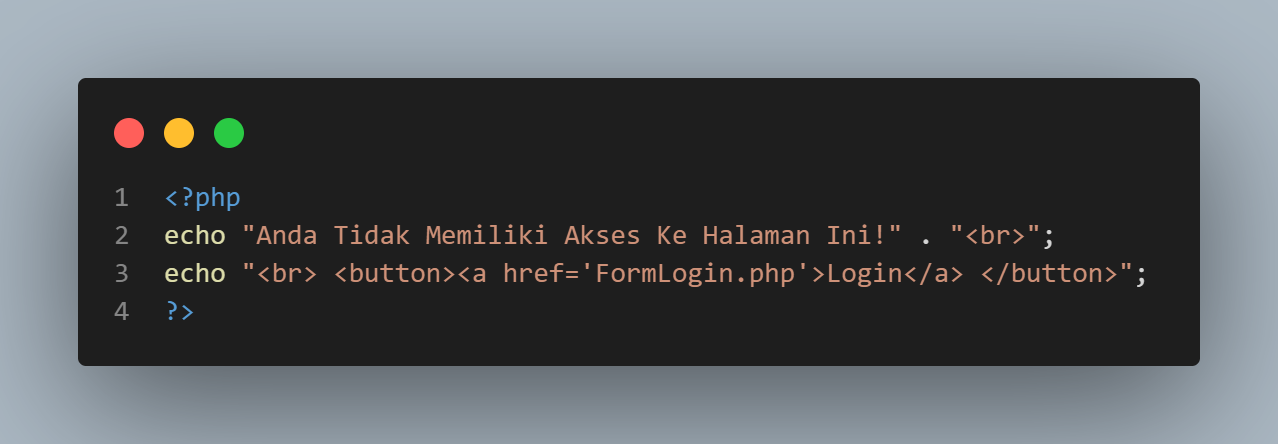 1 <?php
2 echo "Anda Tidak Memiliki Akses Ke Halaman Ini!" . "<br>";
3 echo "<br> <button><a href='FormLogin.php'>Login</a> </button>";
4 ?>